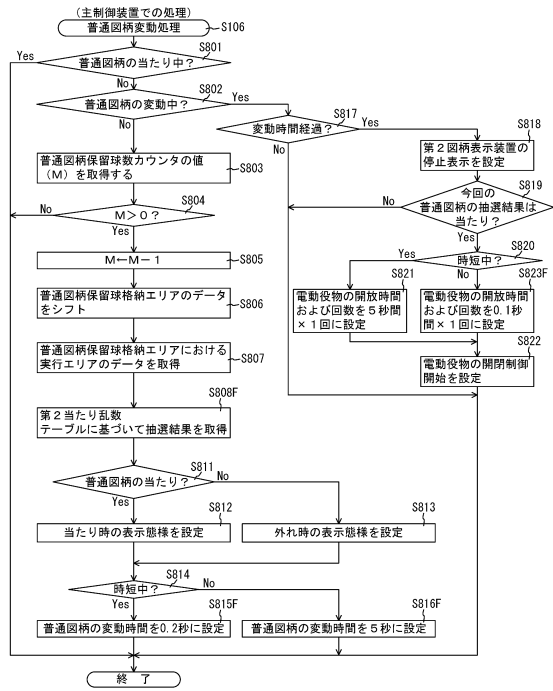 (主制御装置での処理)
普通図柄変動処理
S106
S801
Yes
普通図柄の当たり中?
No
S802
普通図柄の変動中?
Yes
No
S817
変動時間経過?
Yes
No
S818
第2図柄表示装置の
停止表示を設定
普通図柄保留球数カウンタの値
(M)を取得する
S803
S819
今回の
普通図柄の抽選結果は
当たり?
No
Yes
S804
M>0?
No
Yes
S820
時短中?
Yes
No
M←M-1
S805
S821
電動役物の開放時間
および回数を5秒間
×1回に設定
S823F
電動役物の開放時間
および回数を0.1秒
間×1回に設定
普通図柄保留球格納エリアのデータ
をシフト
S806
S822
電動役物の開閉制御
開始を設定
普通図柄保留球格納エリアにおける
実行エリアのデータを取得
S807
S808F
第2当たり乱数
テーブルに基づいて抽選結果を取得
S811
普通図柄の当たり?
No
Yes
S812
当たり時の表示態様を設定
S813
外れ時の表示態様を設定
S814
時短中?
No
Yes
S815F
普通図柄の変動時間を0.2秒に設定
S816F
普通図柄の変動時間を5秒に設定
終 了